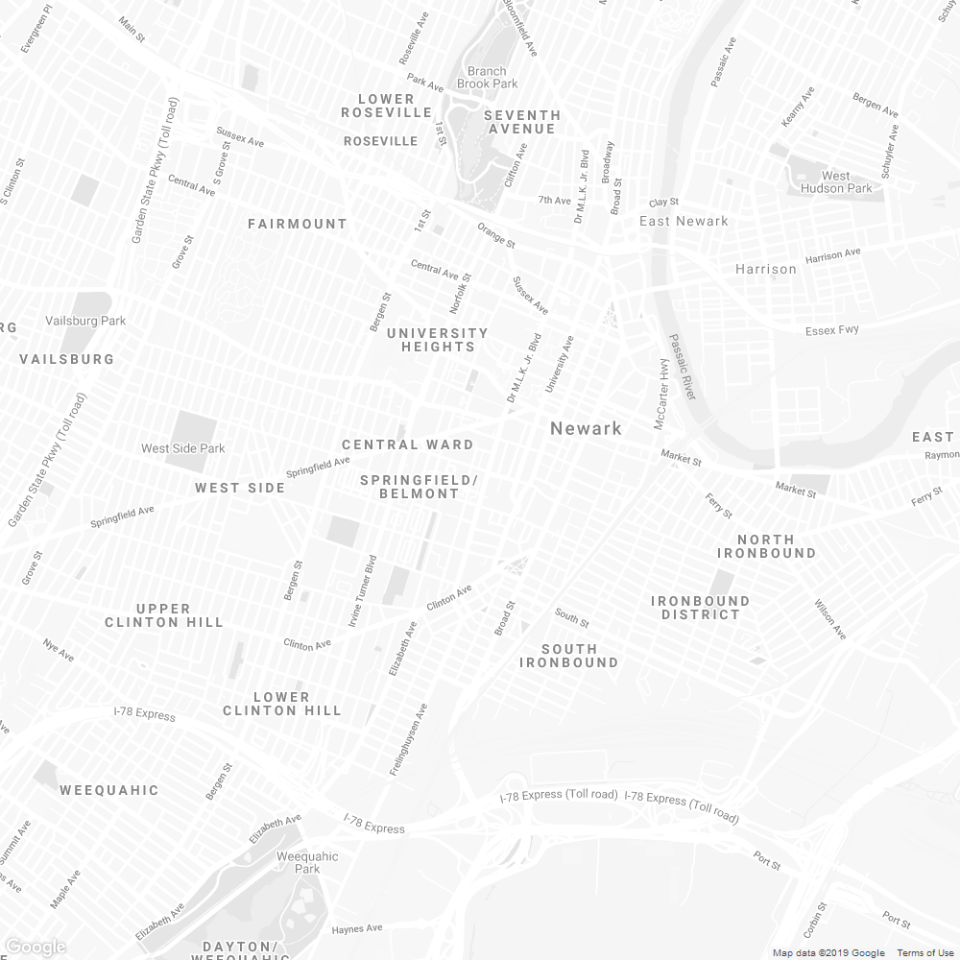 Evergreen Pl
Main St
Roseville Ave
Bloomfield Ave
Passaic Ave
Kearny Ave
Schuyler
Branch
Brook Park
Park Ave
LOWER
ROSEVILLE
ROSEVILLE
SEVENTH
AVENUE
Bergen Ave
Schuyler Ave
Garden State Pkwy (Toll road)
Sussex Ave
1st St
Clifton Ave
Dr M.L.K. Jr. Blvd
Broadway
Broad St
West
Hudson Park
S Clinton St
S Grove St
Central Ave
7th Ave
Clay St
East Newark
FAIRMOUNT
1st St
Orange St
Grove St
Harrison Ave
Harrison
Central Ave
Norfolk St
Sussex Ave
Bergen St
Vailsburg Park
RG
VAILSBURG
UNIVERSITY
HEIGHTS
Essex Fwy
Dr M.L.K. Jr. Blvd
University Ave
Passaic River
McCarter Hwy
Garden State Pkwy (Toll road)
West Side Park
CENTRAL WARD
Newark
EAST
Springfield Ave
Market St
Raymon
WEST SIDE
SPRINGFIELD/
BELMONT
Market St
Ferry St
Ferry St
Springfield Ave
NORTH
IRONBOUND
Grove St
Bergen St
Irvine Turner Blvd
Clinton Ave
UPPER
CLINTON HILL
Broad St
South St
IRONBOUND
DISTRICT
Wilson Ave
Nye Ave
Clinton Ave
Elizabeth Ave
SOUTH
IRONBOUND
LOWER
CLINTON HILL
I-78 Express
Frelinghuysen Ave
Ave
WEEQUAHIC
Bergen St
I-78 Express (Toll road)
I-78 Express (Toll road)
Elizabeth Ave
I-78 Express
Summit Ave
Weequahic
Park
Port St
Maple Ave
os Ave
Elizabeth Ave
Haynes Ave
Corbin St
Port St
DAYTON/
WEEQUAHIC
Google
Map data ©2019 Google
Terms of Use